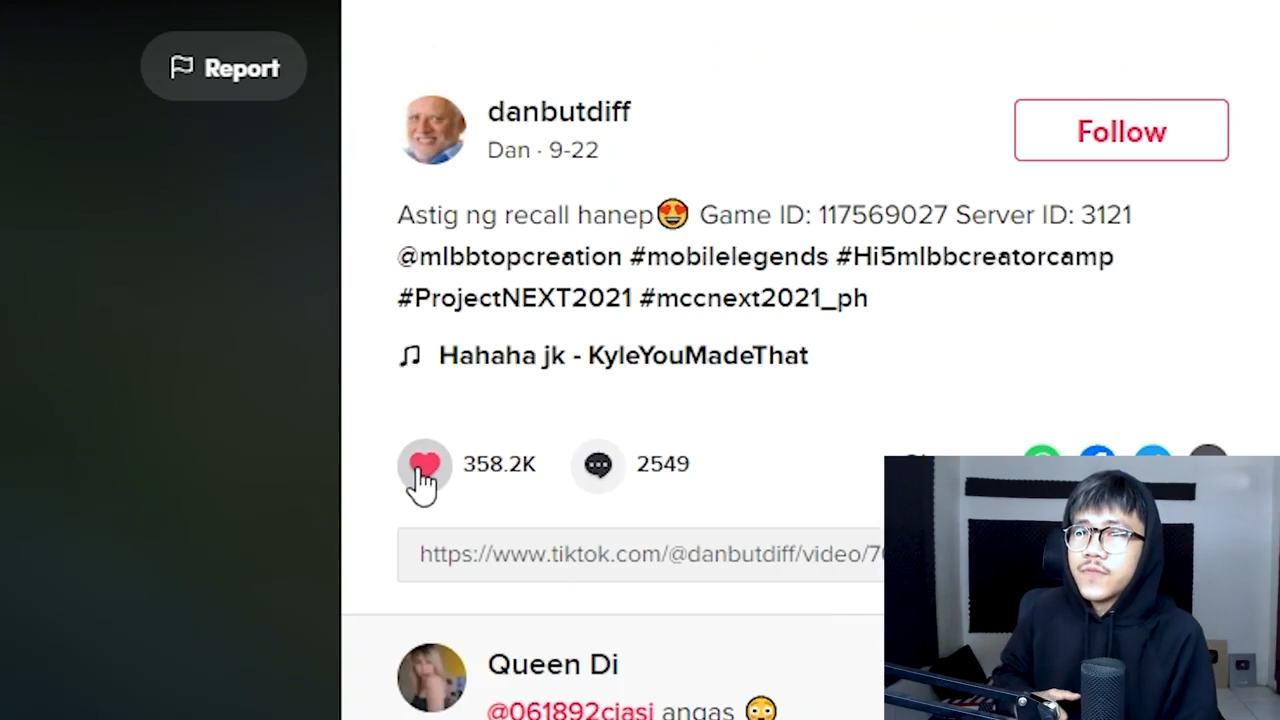 Report
danbutdiff
Dan · 9-22
Follow
Astig ng recall hanep😍 Game ID: 117569027 Server ID: 3121
@mlbbtopcreation #mobilelegends #Hi5mlbbcreatorcamp
#ProjectNEXT2021 #mccnext2021_ph
Hahaha jk - KyleYouMadeThat
358.2K
2549
https://www.tiktok.com/@danbutdiff/video/7
Queen Di
@061892ciasi angas 😳